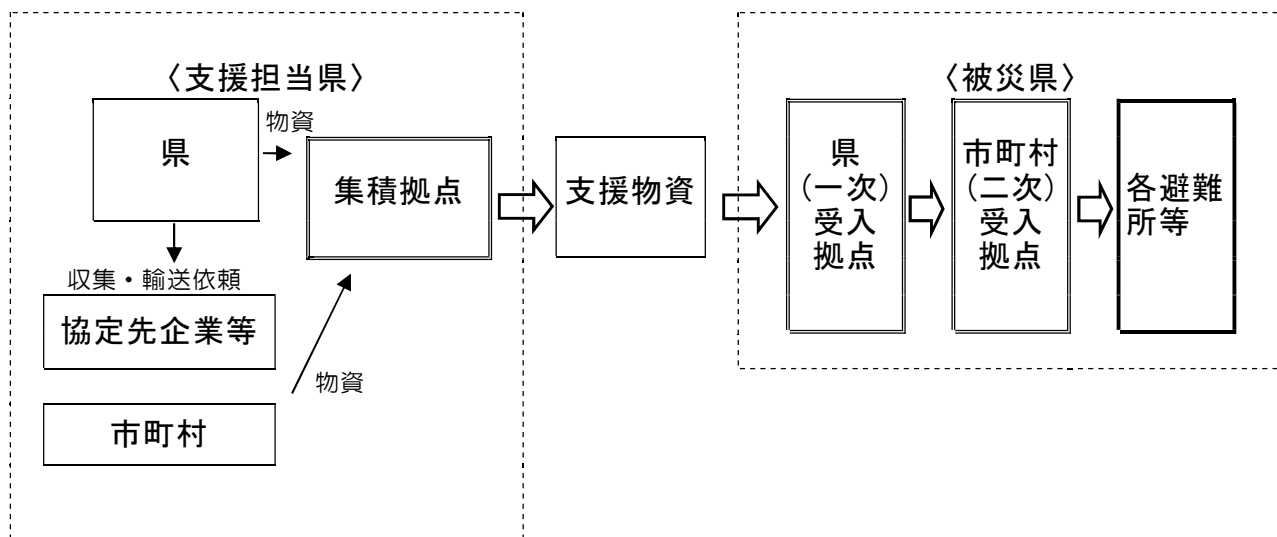 〈支援担当県〉
県
物資
集積拠点
収集・輸送依頼
協定先企業等
物資
市町村
支援物資
〈被災県〉
県
(一次)
受入
拠点
市町村
(二次)
受入
拠点
各避難
所等